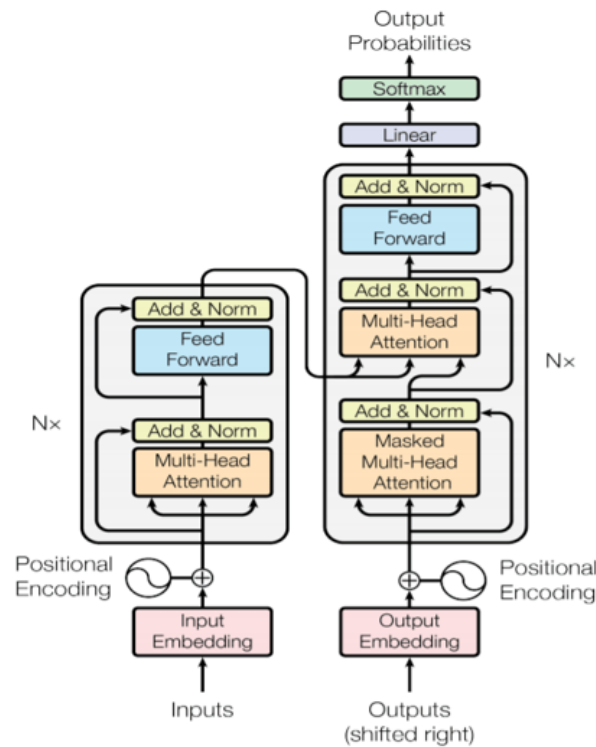 Output
Probabilities
Softmax
Linear
Add & Norm
Feed
Forward
Add & Norm
Multi-Head
Attention
Nx
Add & Norm
Masked
Multi-Head
Attention
Add & Norm
Feed
Forward
Nx
Add & Norm
Multi-Head
Attention
Positional
Encoding
Positional
Encoding
Input
Embedding
Output
Embedding
Inputs
Outputs
(shifted right)